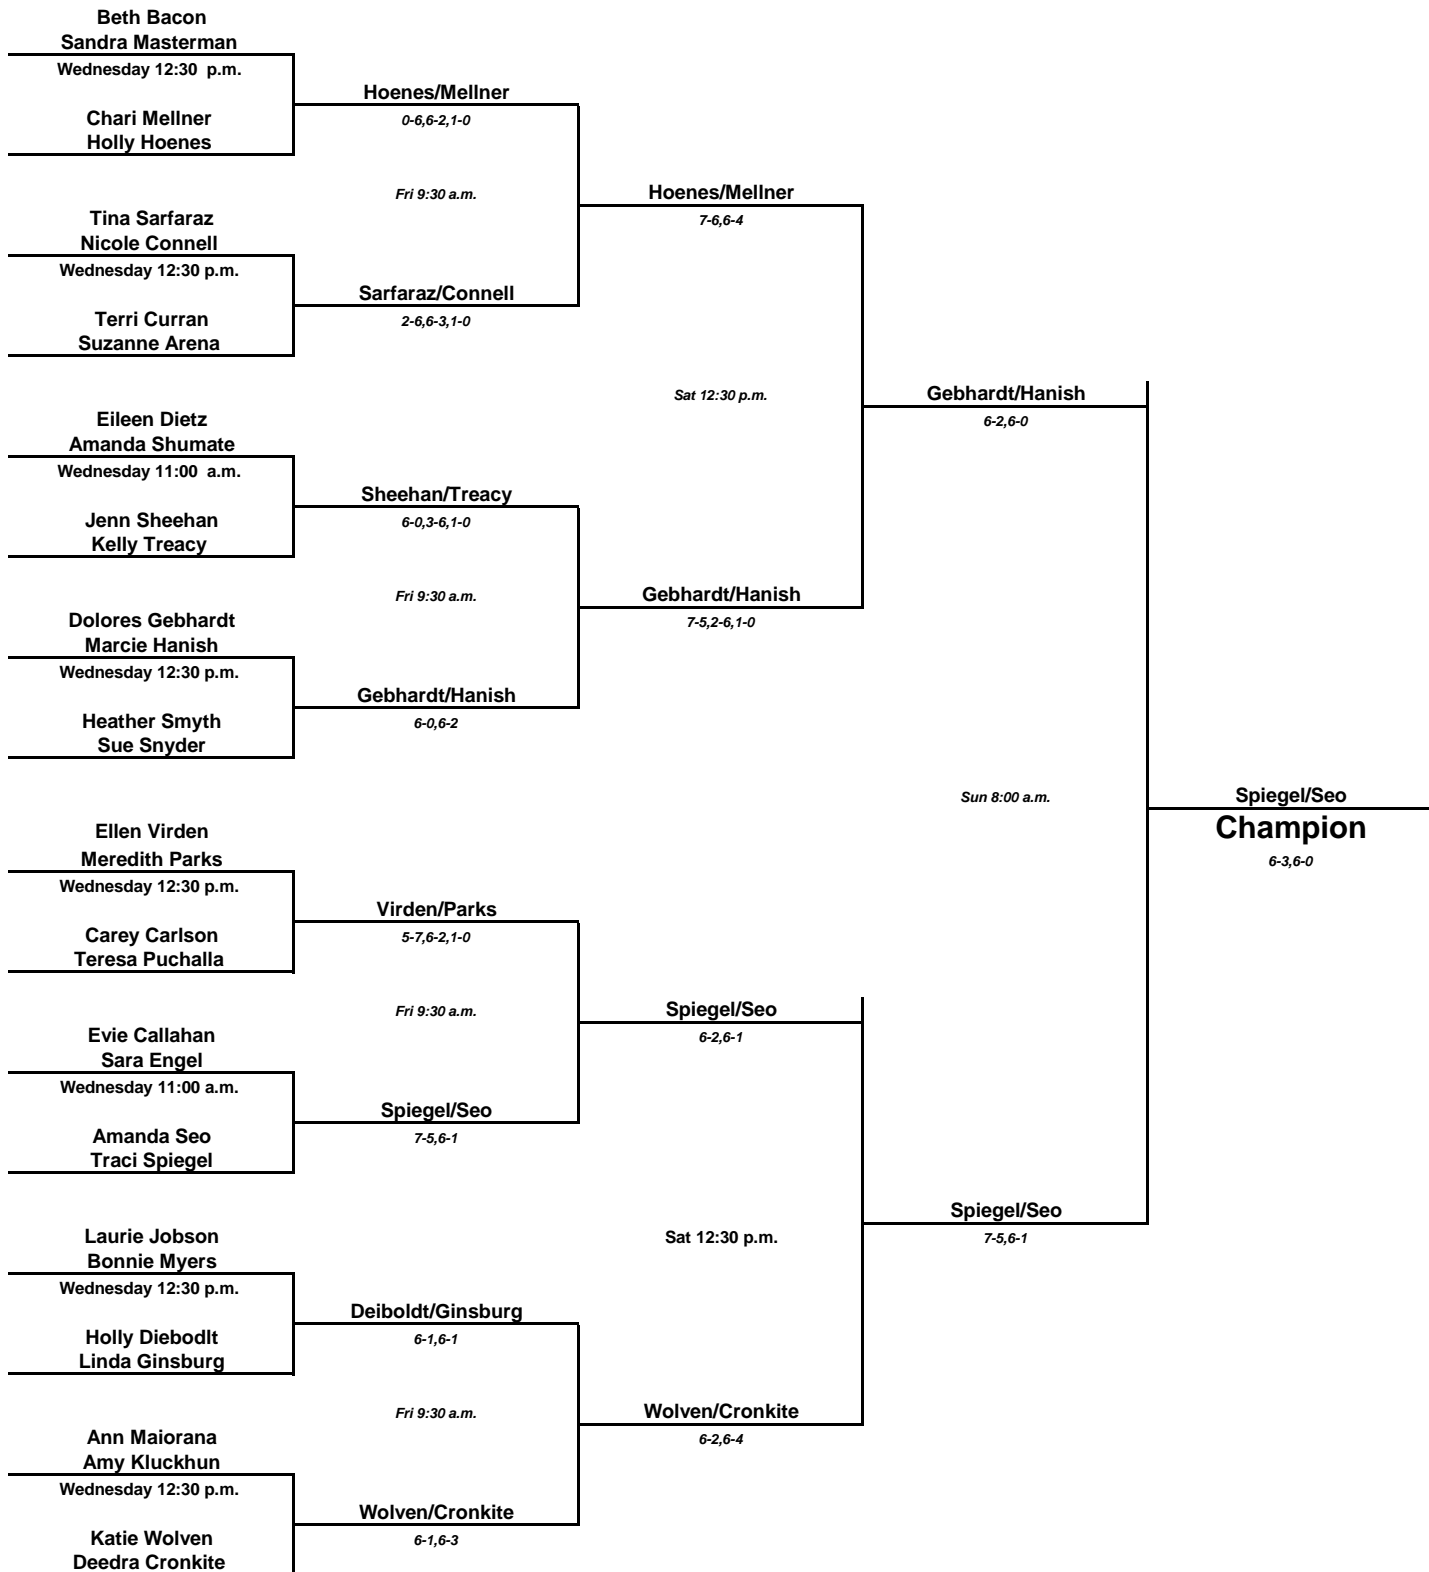 Beth Bacon
Sandra Masterman
Wednesday 12:30  p.m.
Hoenes/Mellner
0-6,6-2,1-0
Chari Mellner
Holly Hoenes
Fri 9:30 a.m.
Hoenes/Mellner
7-6,6-4
Tina Sarfaraz
Nicole Connell
Wednesday 12:30 p.m.
Sarfaraz/Connell
2-6,6-3,1-0
Terri Curran
Suzanne Arena
Sat 12:30 p.m.
Gebhardt/Hanish
6-2,6-0
Eileen Dietz
Amanda Shumate
Wednesday 11:00  a.m.
Sheehan/Treacy
6-0,3-6,1-0
Jenn Sheehan
Kelly Treacy
Fri 9:30 a.m.
Gebhardt/Hanish
7-5,2-6,1-0
Dolores Gebhardt
Marcie Hanish
Wednesday 12:30 p.m.
Gebhardt/Hanish
6-0,6-2
Heather Smyth
Sue Snyder
Sun 8:00 a.m.
Spiegel/Seo
Champion
6-3,6-0
Ellen Virden
Meredith Parks
Wednesday 12:30 p.m.
Virden/Parks
5-7,6-2,1-0
Carey Carlson
Teresa Puchalla
Fri 9:30 a.m.
Spiegel/Seo
6-2,6-1
Evie Callahan
Sara Engel
Wednesday 11:00 a.m.
Spiegel/Seo
7-5,6-1
Amanda Seo
Traci Spiegel
Sat 12:30 p.m.
Spiegel/Seo
7-5,6-1
Laurie Jobson
Bonnie Myers
Wednesday 12:30 p.m.
Deiboldt/Ginsburg
6-1,6-1
Holly Diebodlt
Linda Ginsburg
Fri 9:30 a.m.
Wolven/Cronkite
6-2,6-4
Ann Maiorana
Amy Kluckhun
Wednesday 12:30 p.m.
Wolven/Cronkite
6-1,6-3
Katie Wolven
Deedra Cronkite